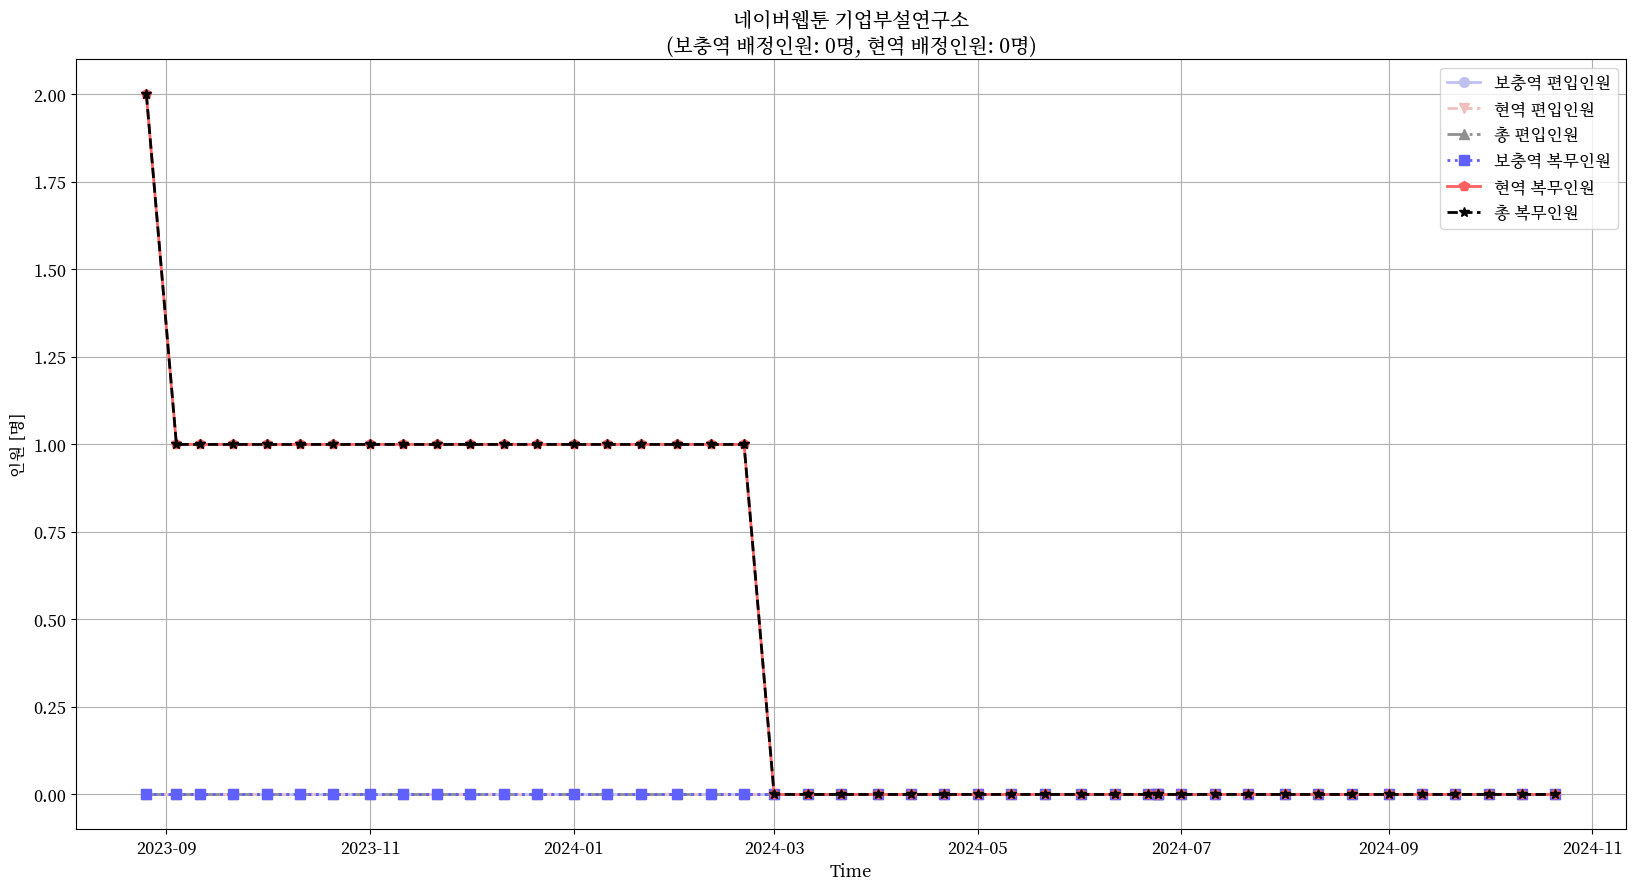 네이버웹툰 기업부설연구소
(보충역 배정인원: 0명, 현역 배정인원: 0명)
보충역 편입인원
현역 편입인원
총 편입인원
보충역 복무인원
현역 복무인원
총 복무인원
인원 [명]
2.00
1.75
1.50
1.25
1.00
0.75
0.50
0.25
0.00
2023-09
2023-11
2024-01
2024-03
2024-05
2024-07
2024-09
2024-11
Time